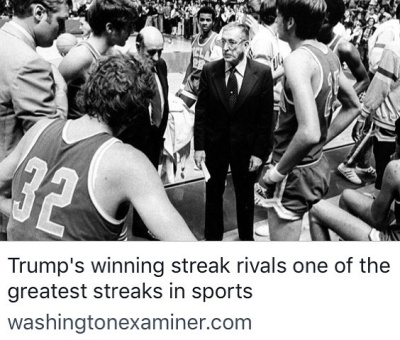 32
Trump's winning streak rivals one of the
greatest streaks in sports
washingtonexaminer.com